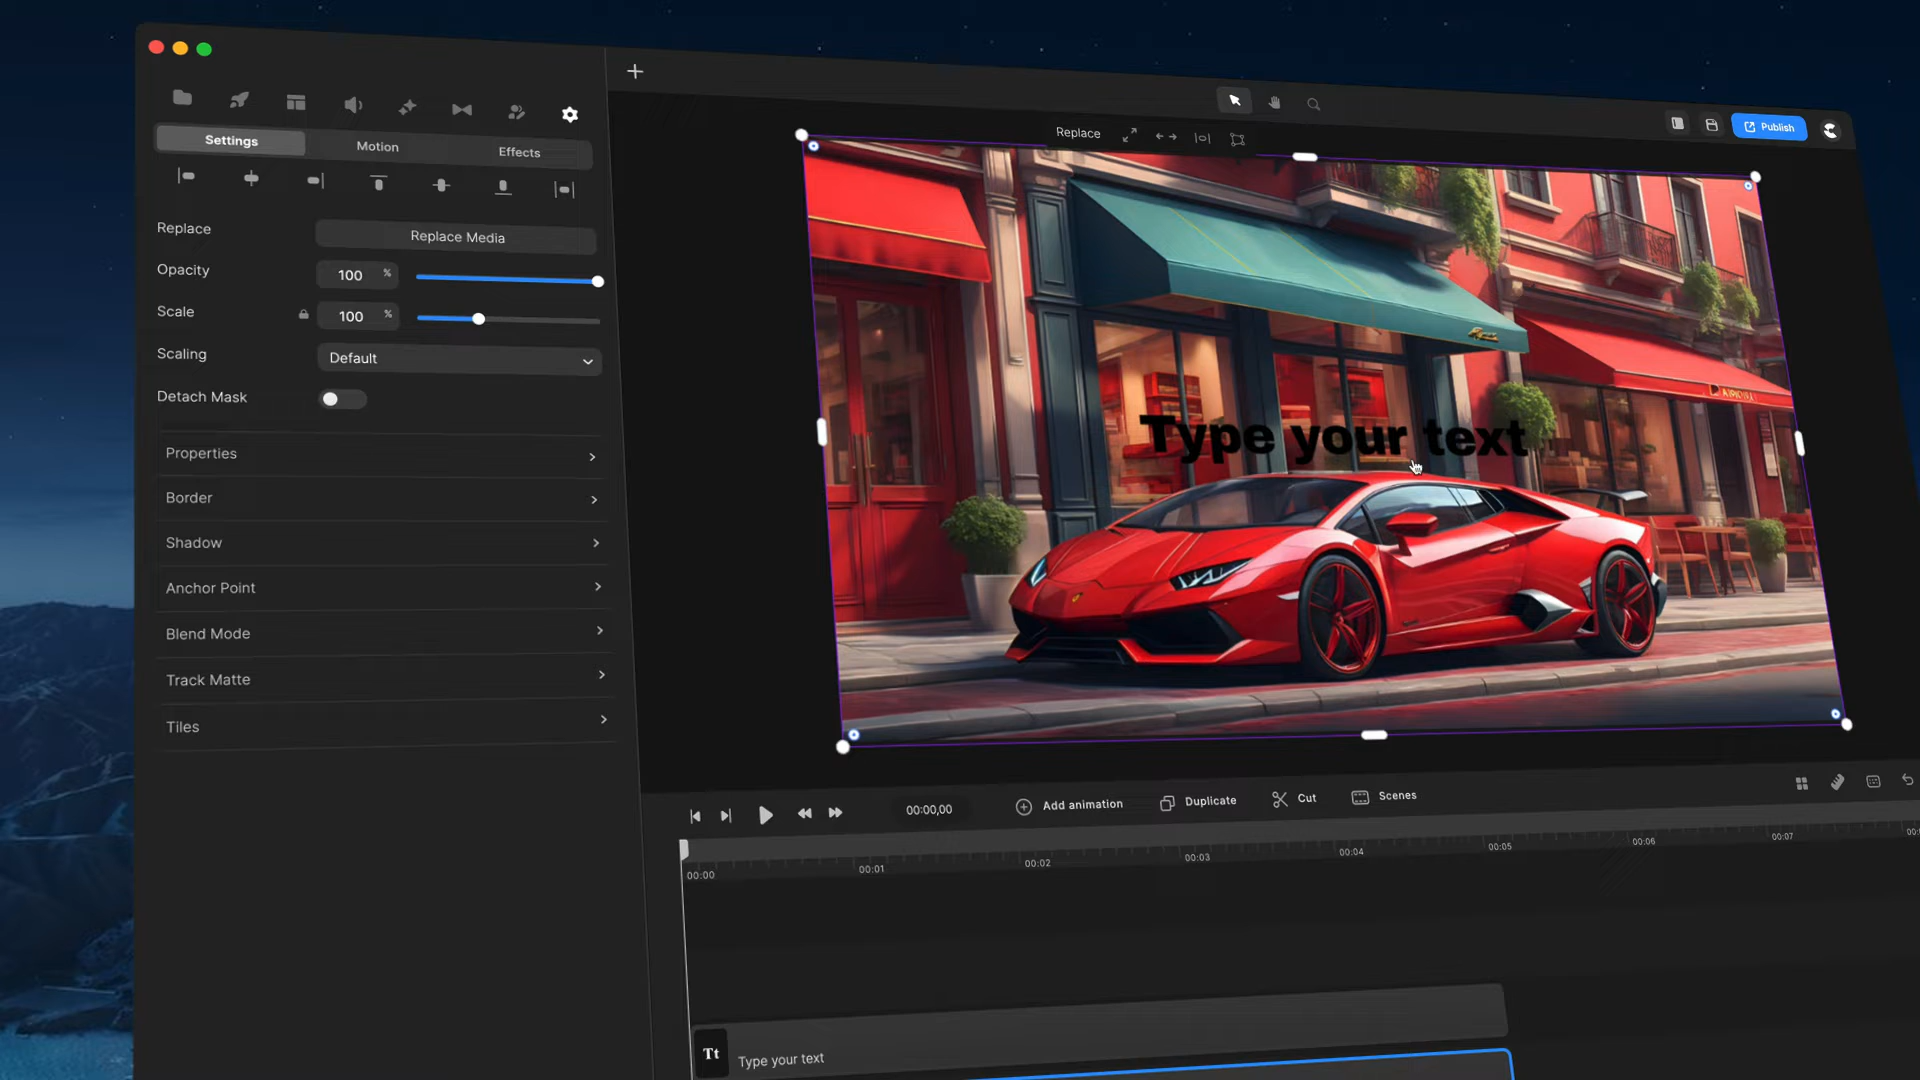 Settings
Motion
Effects
Replace
Replace Media
Opacity
100 %
Scale
100 %
Scaling
Default
Detach Mask
Properties
Border
Shadow
Anchor Point
Blend Mode
Track Matte
Tiles
Replace
Publish
Type your text
00:00,00
Add animation
Duplicate
Cut
Scenes
00:00
00:01
00:02
00:03
00:04
00:05
00:06
00:07
Tt
Type your text